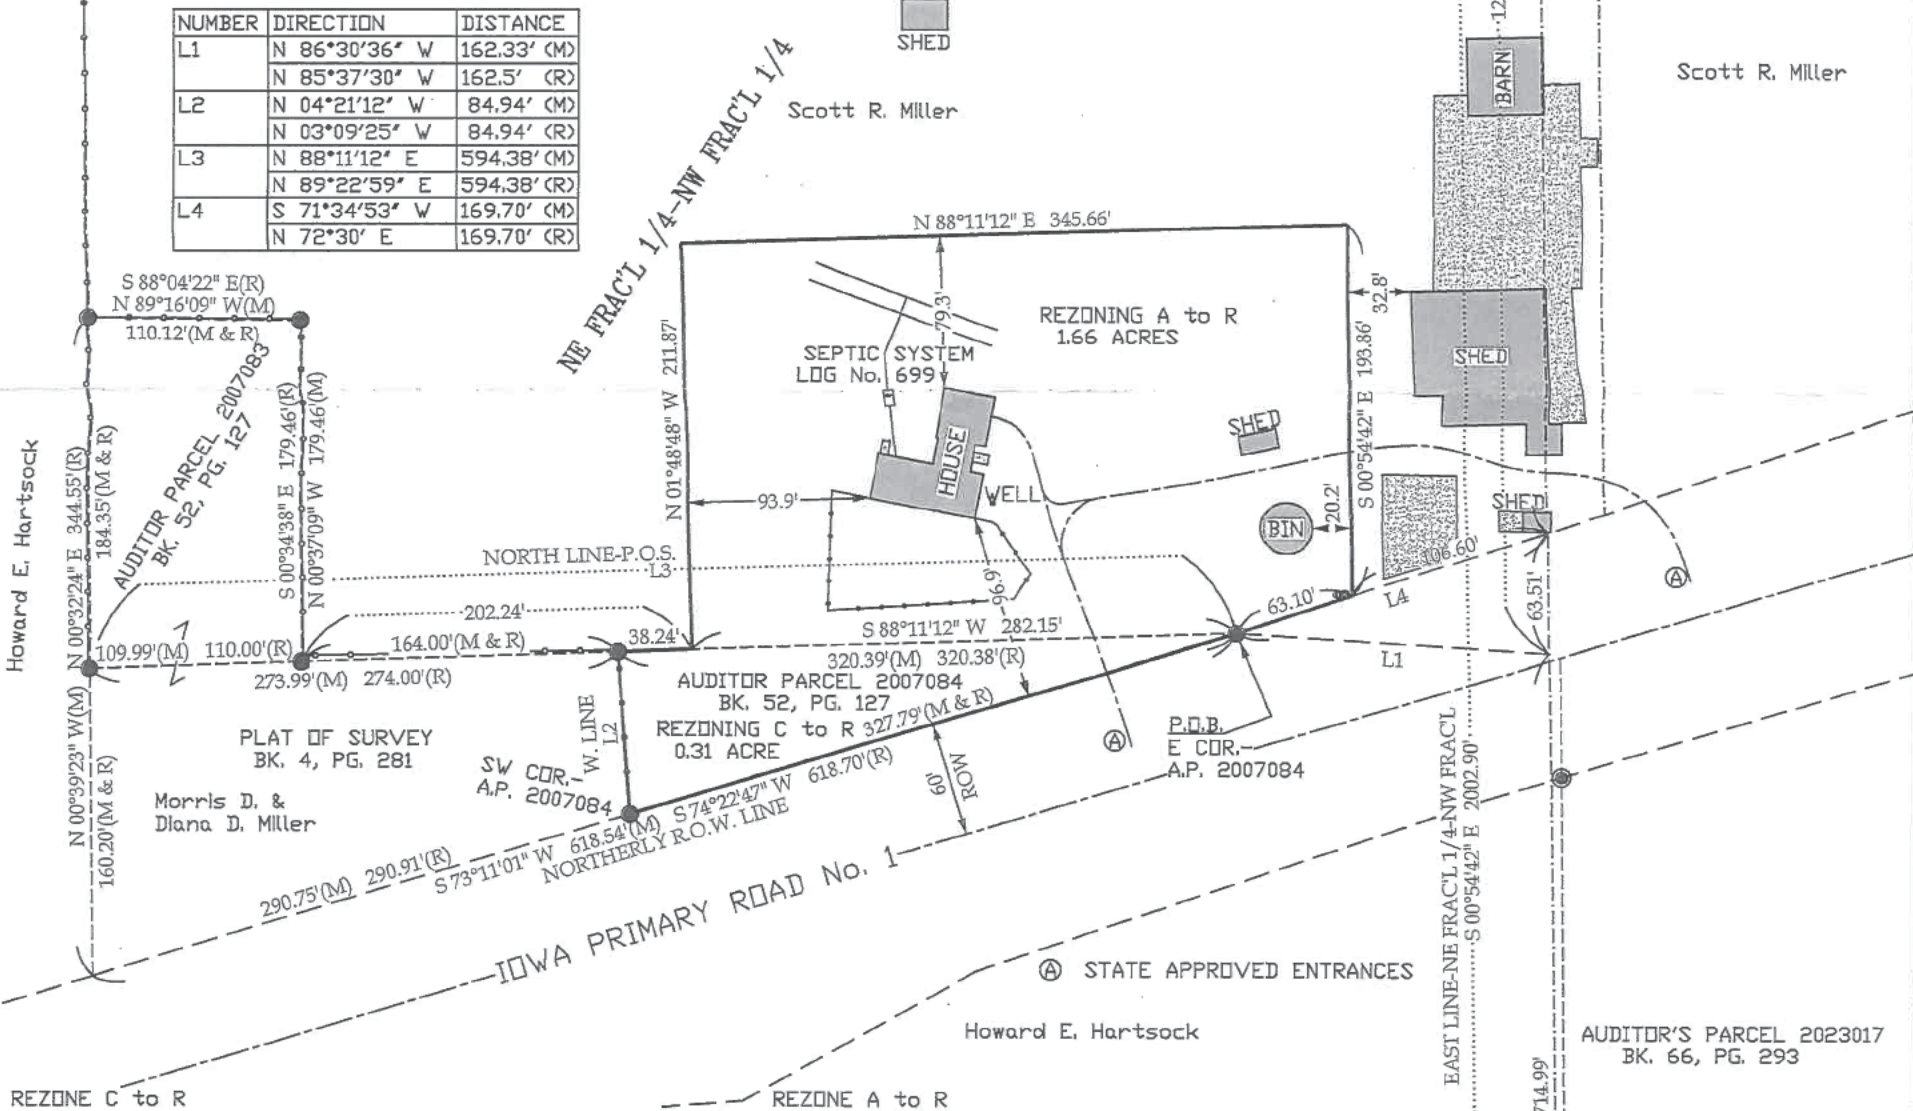 NUMBER DIRECTION DISTANCE
L1 N 86°30'36" W 162.33' (M)
N 85°37'30" W 162.5' (R)
L2 N 04°21'12" W 84.94' (M)
N 03°09'25" W 84.94' (R)
L3 N 88°11'12" E 594.38' (M)
N 89°22'59" E 594.38' (R)
L4 S 71°34'53" W 169.70' (M)
N 72°30' E 169.70' (R)
SHED
Scott R. Miller
NE FRAC'L 1/4-NW FRAC'L 1/4
12
BARN
Scott R. Miller
S 88°04'22" E(R)
N 89°16'09" W(M)
110.12'(M & R)
AUDITOR PARCEL 2007083
BK. 52, PG. 127
S 00°34'38" E 179.46'(R)
N 00°37'09" W 179.46'(M)
Howard E. Hartsock
N 00°32'24" E 344.55'(R)
184.35'(M & R)
N 88°11'12" E 345.66'
N 01°48'48" W 211.87'
79.3'
REZONING A to R
1.66 ACRES
SEPTIC SYSTEM
LOG No. 699
HOUSE
WELL
93.9'
96.9'
SHED
BIN
20.2'
32.8'
S 00°54'42" E 193.86'
SHED
SHED
106.60'
L4
63.51'
A
63.10'
NORTH LINE-P.O.S.
L3
202.24'
109.99'(M) 110.00'(R)
164.00'(M & R)
38.24'
S 88°11'12" W 282.15'
273.99'(M) 274.00'(R)
320.39'(M) 320.38'(R)
L1
AUDITOR PARCEL 2007084
BK. 52, PG. 127
REZONING C to R 327.79'(M & R)
0.31 ACRE
W. LINE
L2
SW COR.-
A.P. 2007084
PLAT OF SURVEY
BK. 4, PG. 281
Morris D. &
Diana D. Miller
N 00°39'23" W(M)
160.20'(M & R)
S 74°22'47" W 618.70'(R)
290.75'(M) 290.91'(R) S 73°11'01" W 618.54'(M)
NORTHERLY R.O.W. LINE
60'
ROW
A
P.O.B.
E COR.-
A.P. 2007084
IOWA PRIMARY ROAD No. 1
EAST LINE-NE FRAC'L 1/4-NW FRAC'L
S 00°54'42" E 2002.90'
A STATE APPROVED ENTRANCES
Howard E. Hartsock
AUDITOR'S PARCEL 2023017
BK. 66, PG. 293
714.99'
REZONE C to R
REZONE A to R